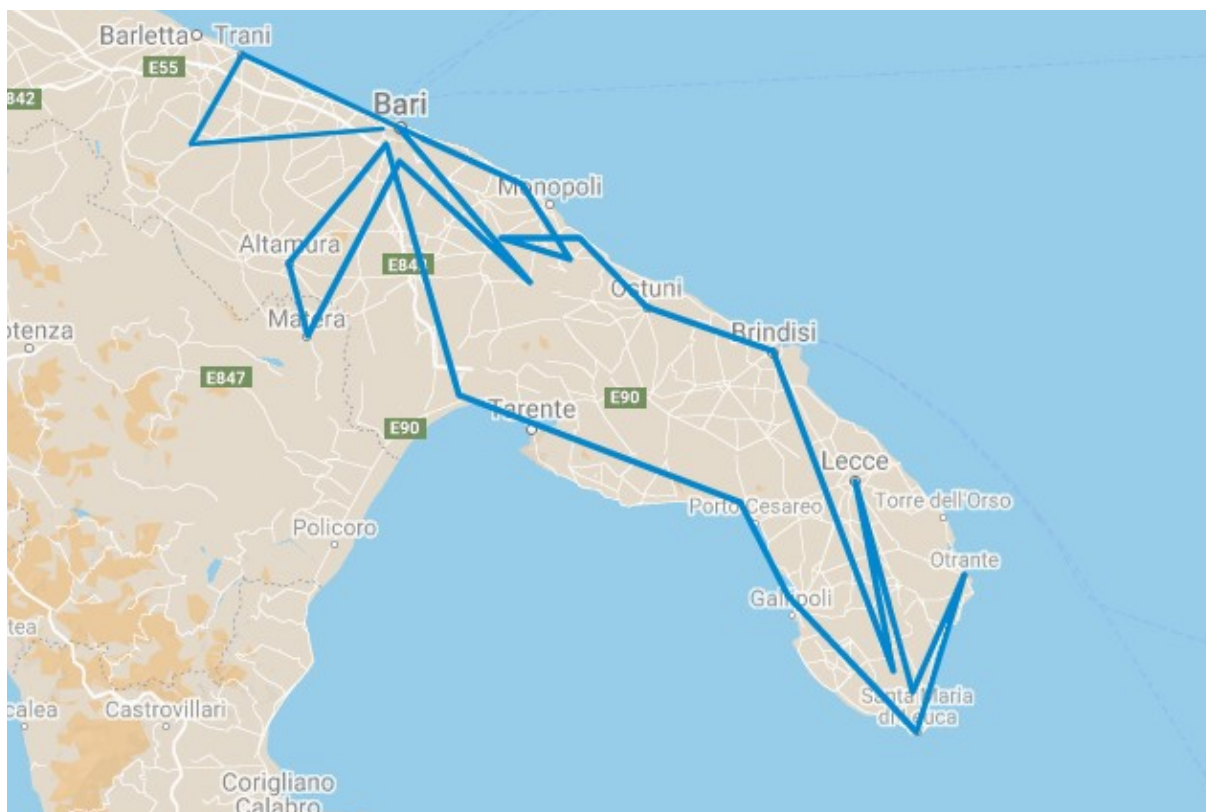 Barletta
Trani
E55
842
Bari
Monopoli
Altamura
E843
Ostuni
Matera
Brindisi
otenza
E847
E90
Tarente
E90
Lecce
Porto Cesareo
Torre dell'Orso
Policoro
Otrante
Gallipoli
tea
Santa Maria
di Leuca
calea
Castrovillari
Corigliano
Calabro